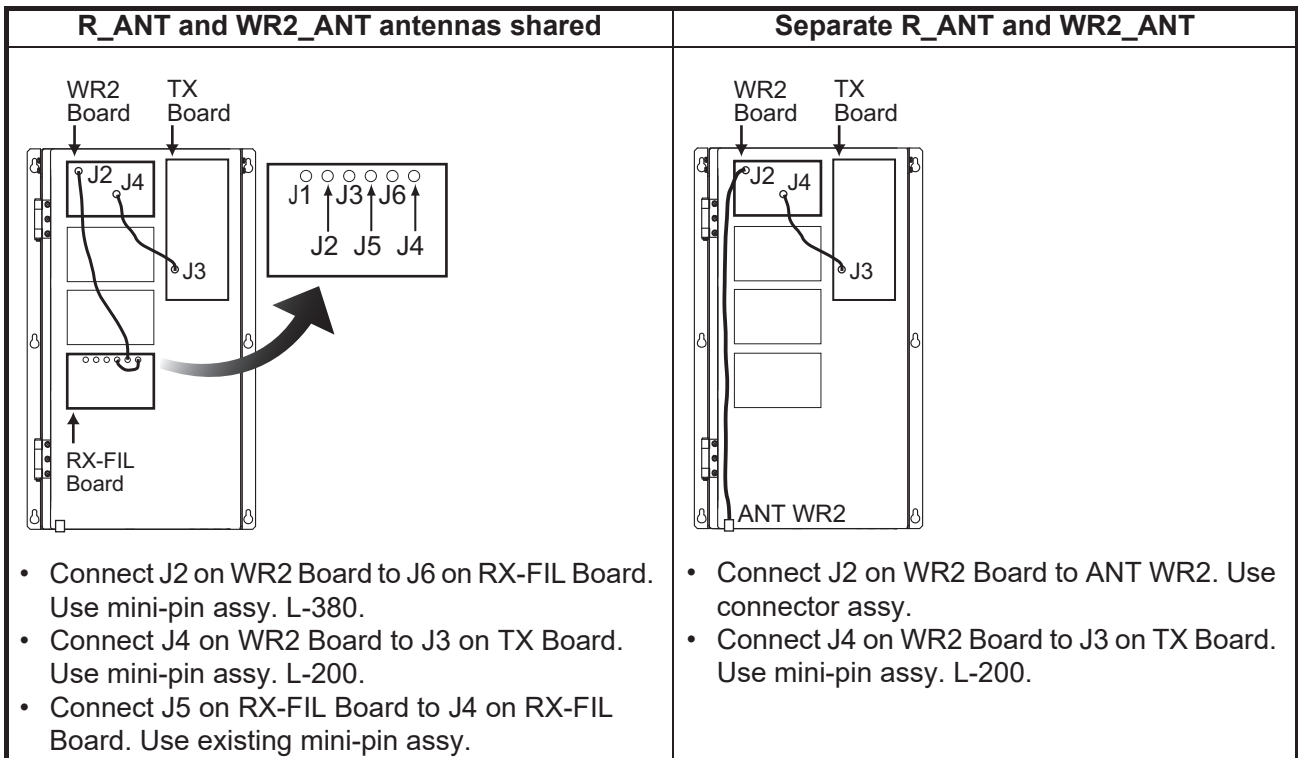 R_ANT and WR2_ANT antennas shared
WR2
Board
TX
Board
J2
J4
J3
J1 J3 J6
J2 J5 J4
RX-FIL
Board
• Connect J2 on WR2 Board to J6 on RX-FIL Board.
Use mini-pin assy. L-380.
• Connect J4 on WR2 Board to J3 on TX Board.
Use mini-pin assy. L-200.
• Connect J5 on RX-FIL Board to J4 on RX-FIL
Board. Use existing mini-pin assy.
Separate R_ANT and WR2_ANT
WR2
Board
TX
Board
J2
J4
J3
ANT WR2
• Connect J2 on WR2 Board to ANT WR2. Use
connector assy.
• Connect J4 on WR2 Board to J3 on TX Board.
Use mini-pin assy. L-200.